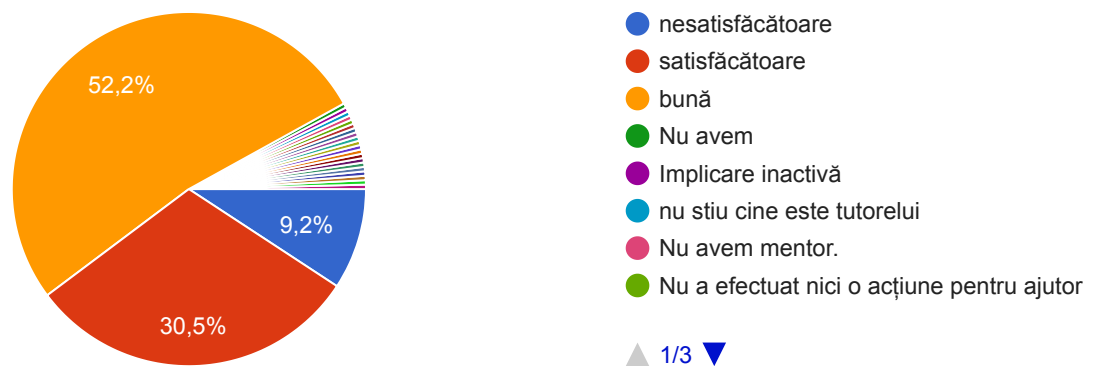 52,2%
9,2%
30,5%
nesatisfăcătoare
satisfăcătoare
bună
Nu avem
Implicare inactivă
nu stiu cine este tutorelui
Nu avem mentor.
Nu a efectuat nici o acțiune pentru ajutor
1/3